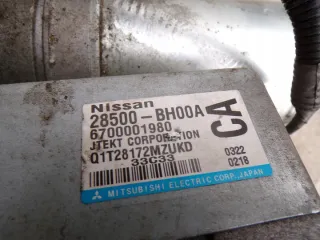 Nissan
28500-BH00A
6700001980
JTEKT CORPORATION
Q1T28172MZUKD
33C33
CA
0322
0218
MITSUBISHI ELECTRIC CORP. JAPAN